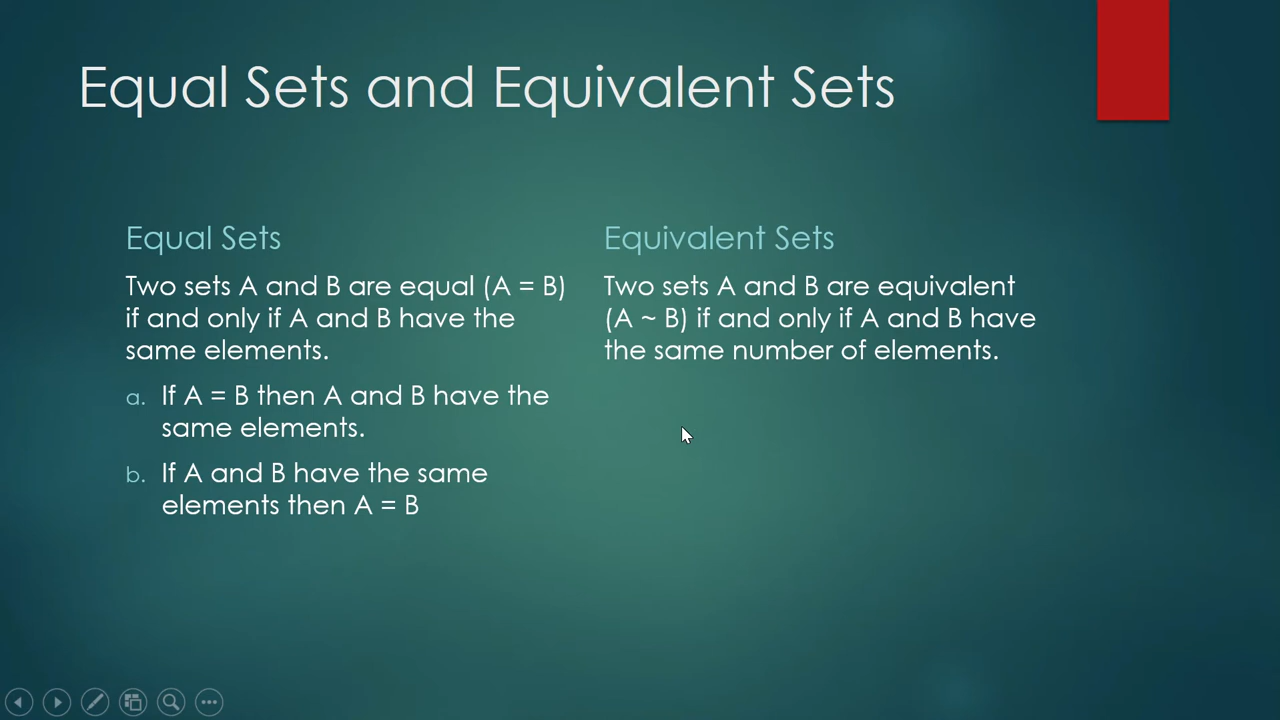 Equal Sets and Equivalent Sets
Equal Sets
Two sets A and B are equal (A = B)
if and only if A and B have the
same elements.
a. If A = B then A and B have the
same elements.
b. If A and B have the same
elements then A = B
Equivalent Sets
Two sets A and B are equivalent
(A ~ B) if and only if A and B have
the same number of elements.